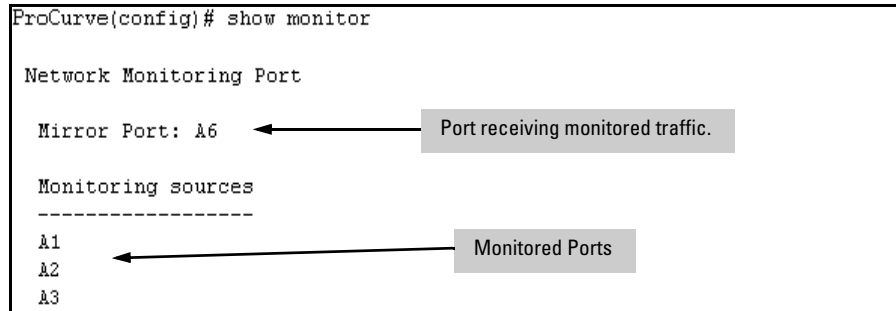 ProCurve(config)# show monitor
Network Monitoring Port
Mirror Port: A6
Port receiving monitored traffic.
Monitoring sources
------------------
A1
Monitored Ports
A2
A3